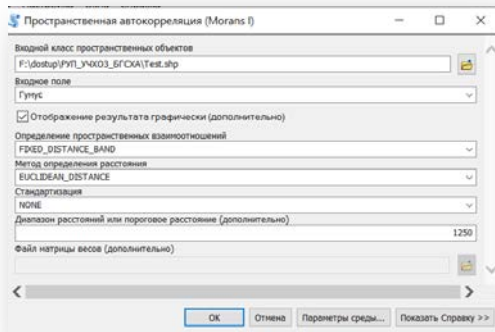 Пространственная автокорреляция (Morans I)
Входной класс пространственных объектов
F:\dostup\РУП_УЧХОЗ_БГСХА\Test.shp
Входное поле
Гумус
Отображение результата графически (дополнительно)
Определение пространственных взаимоотношений
FIXED_DISTANCE_BAND
Метод определения расстояния
EUCLIDEAN_DISTANCE
Стандартизация
NONE
Диапазон расстояний или пороговое расстояние (дополнительно)
1250
Файл матрицы весов (дополнительно)
OK Отмена Параметры среды... Показать Справку >>